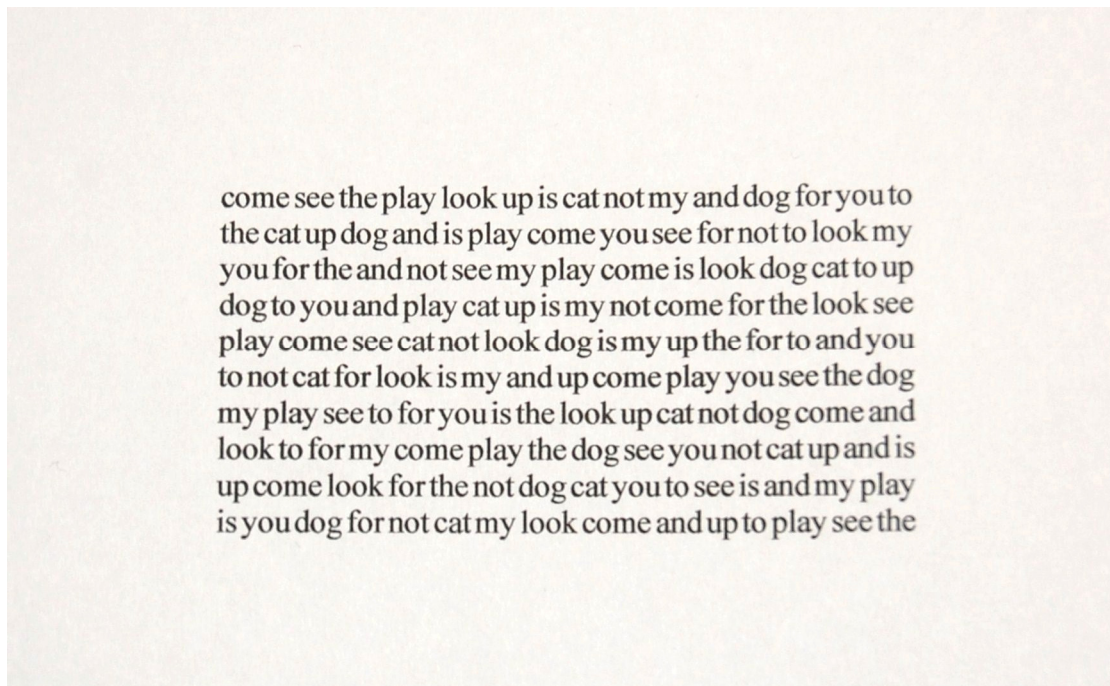 come see the play look up is cat not my and dog for you to
the cat up dog and is play come you see for not to look my
you for the and not see my play come is look dog cat to up
dog to you and play cat up is my not come for the look see
play come see cat not look dog is my up the for to and you
to not cat for look is my and up come play you see the dog
my play see to for you is the look up cat not dog come and
look to for my come play the dog see you not cat up and is
up come look for the not dog cat you to see is and my play
is you dog for not cat my look come and up to play see the